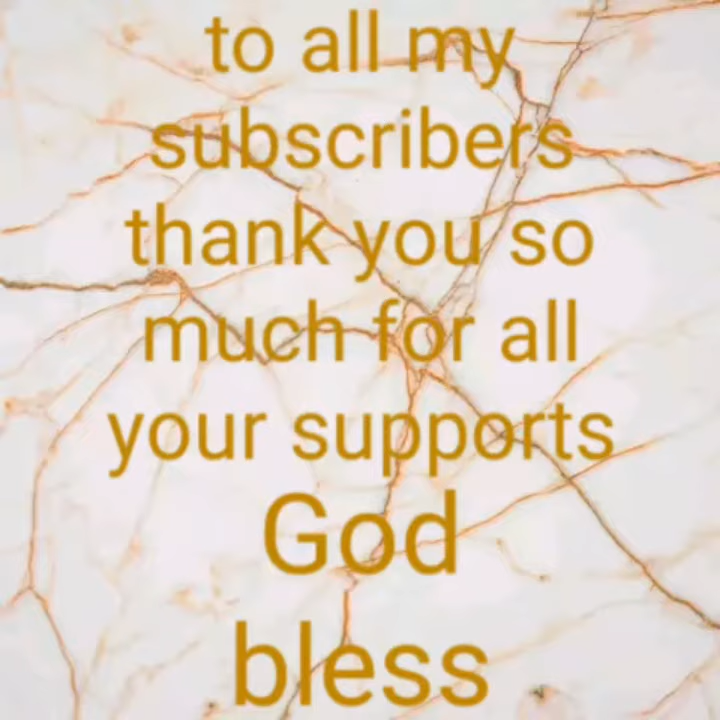 to all my
subscribers
thank you so
much for all
your supports
God
bless